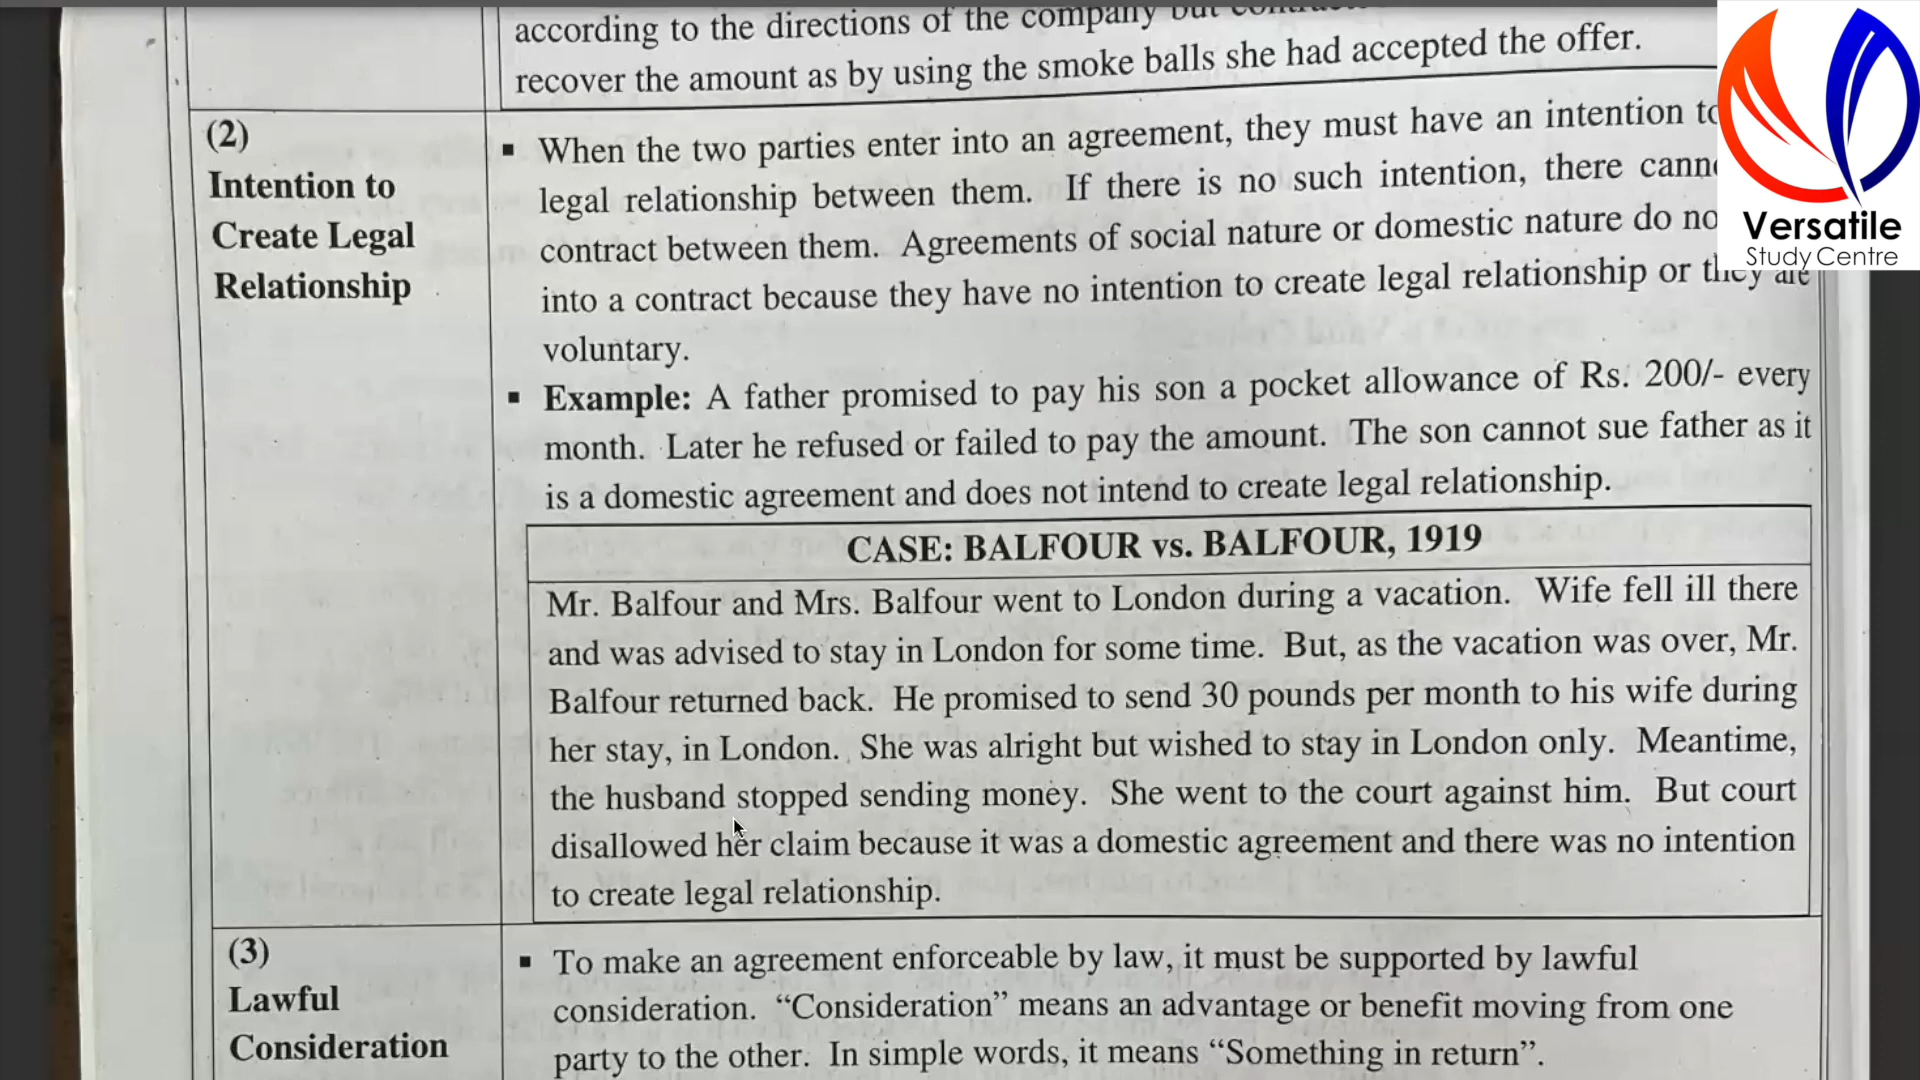 according to the directions of the company but
recover the amount as by using the smoke balls she had accepted the offer.
(2)
Intention to
Create Legal
Relationship
▪ When the two parties enter into an agreement, they must have an intention to
legal relationship between them. If there is no such intention, there
contract between them. Agreements of social nature or domestic nature do
into a contract because they have no intention to create legal relationship or they are
voluntary.
▪ Example: A father promised to pay his son a pocket allowance of Rs. 200/- every
month. Later he refused or failed to pay the amount. The son cannot sue father as it
is a domestic agreement and does not intend to create legal relationship.
CASE: BALFOUR vs. BALFOUR, 1919
Mr. Balfour and Mrs. Balfour went to London during a vacation. Wife fell ill there
and was advised to stay in London for some time. But, as the vacation was over, Mr.
Balfour returned back. He promised to send 30 pounds per month to his wife during
her stay, in London. She was alright but wished to stay in London only. Meantime,
the husband stopped sending money. She went to the court against him. But court
disallowed her claim because it was a domestic agreement and there was no intention
to create legal relationship.
(3)
Lawful
Consideration
▪ To make an agreement enforceable by law, it must be supported by lawful
consideration. “Consideration” means an advantage or benefit moving from one
party to the other. In simple words, it means “Something in return”.
Versatile
Study Centre